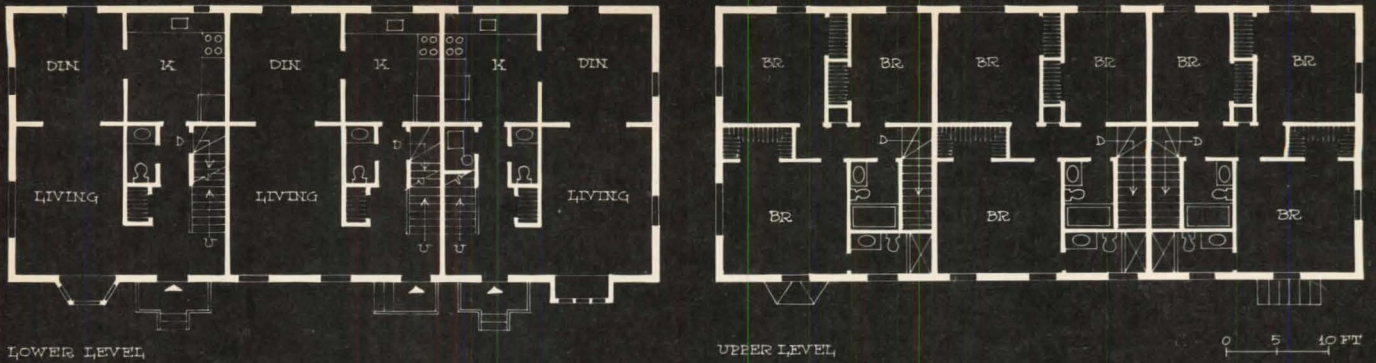 DIN K DIN K K DIN
BR BR BR BR BR BR
D D
D D D
LIVING LIVING LIVING
BR BR BR
U U U
LOWER LEVEL
UPPER LEVEL
0 5 10 FT